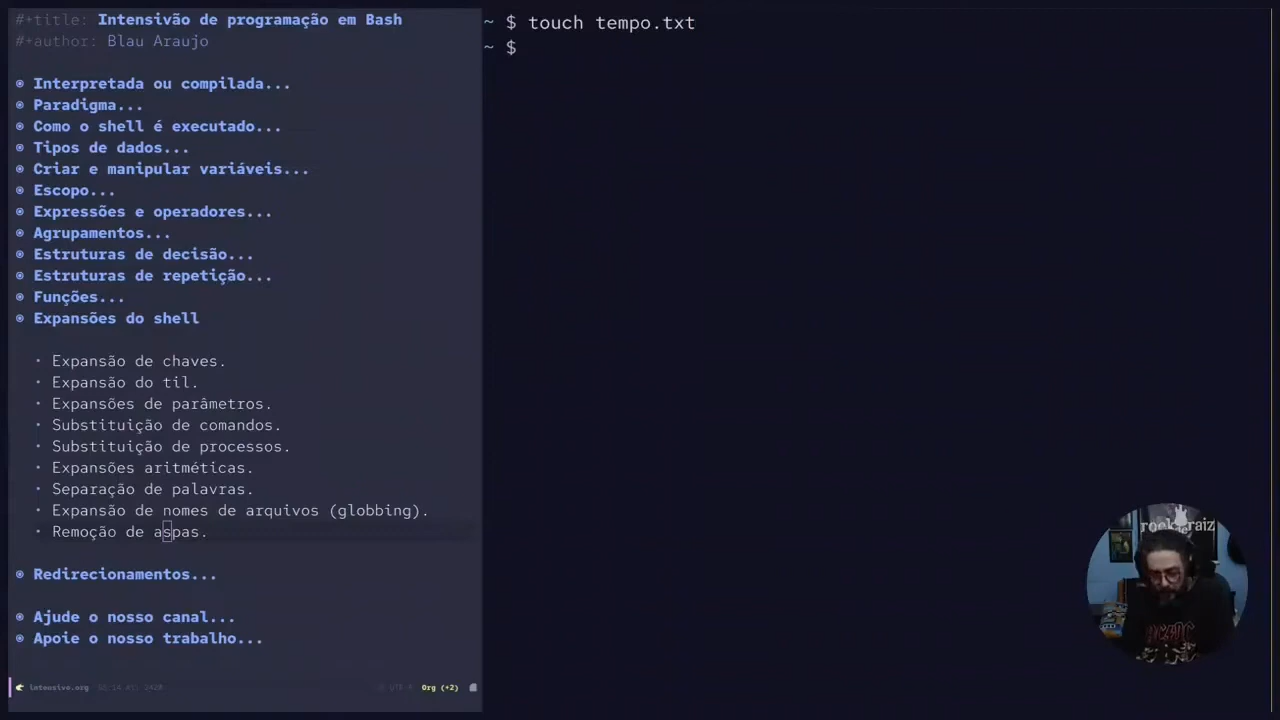 #+title: Intensivão de programação em Bash
#+author: Blau Araujo
Interpretada ou compilada...
Paradigma...
Como o shell é executado...
Tipos de dados...
Criar e manipular variáveis...
Escopo...
Expressões e operadores...
Agrupamentos...
Estruturas de decisão...
Estruturas de repetição...
Funções...
Expansões do shell
• Expansão de chaves.
• Expansão do til.
• Expansões de parâmetros.
• Substituição de comandos.
• Substituição de processos.
• Expansões aritméticas.
• Separação de palavras.
• Expansão de nomes de arquivos (globbing).
• Remoção de aspas.
Redirecionamentos...
Ajude o nosso canal...
Apoie o nosso trabalho...
intensivo.org
Org (+2)
~ $ touch tempo.txt
~ $